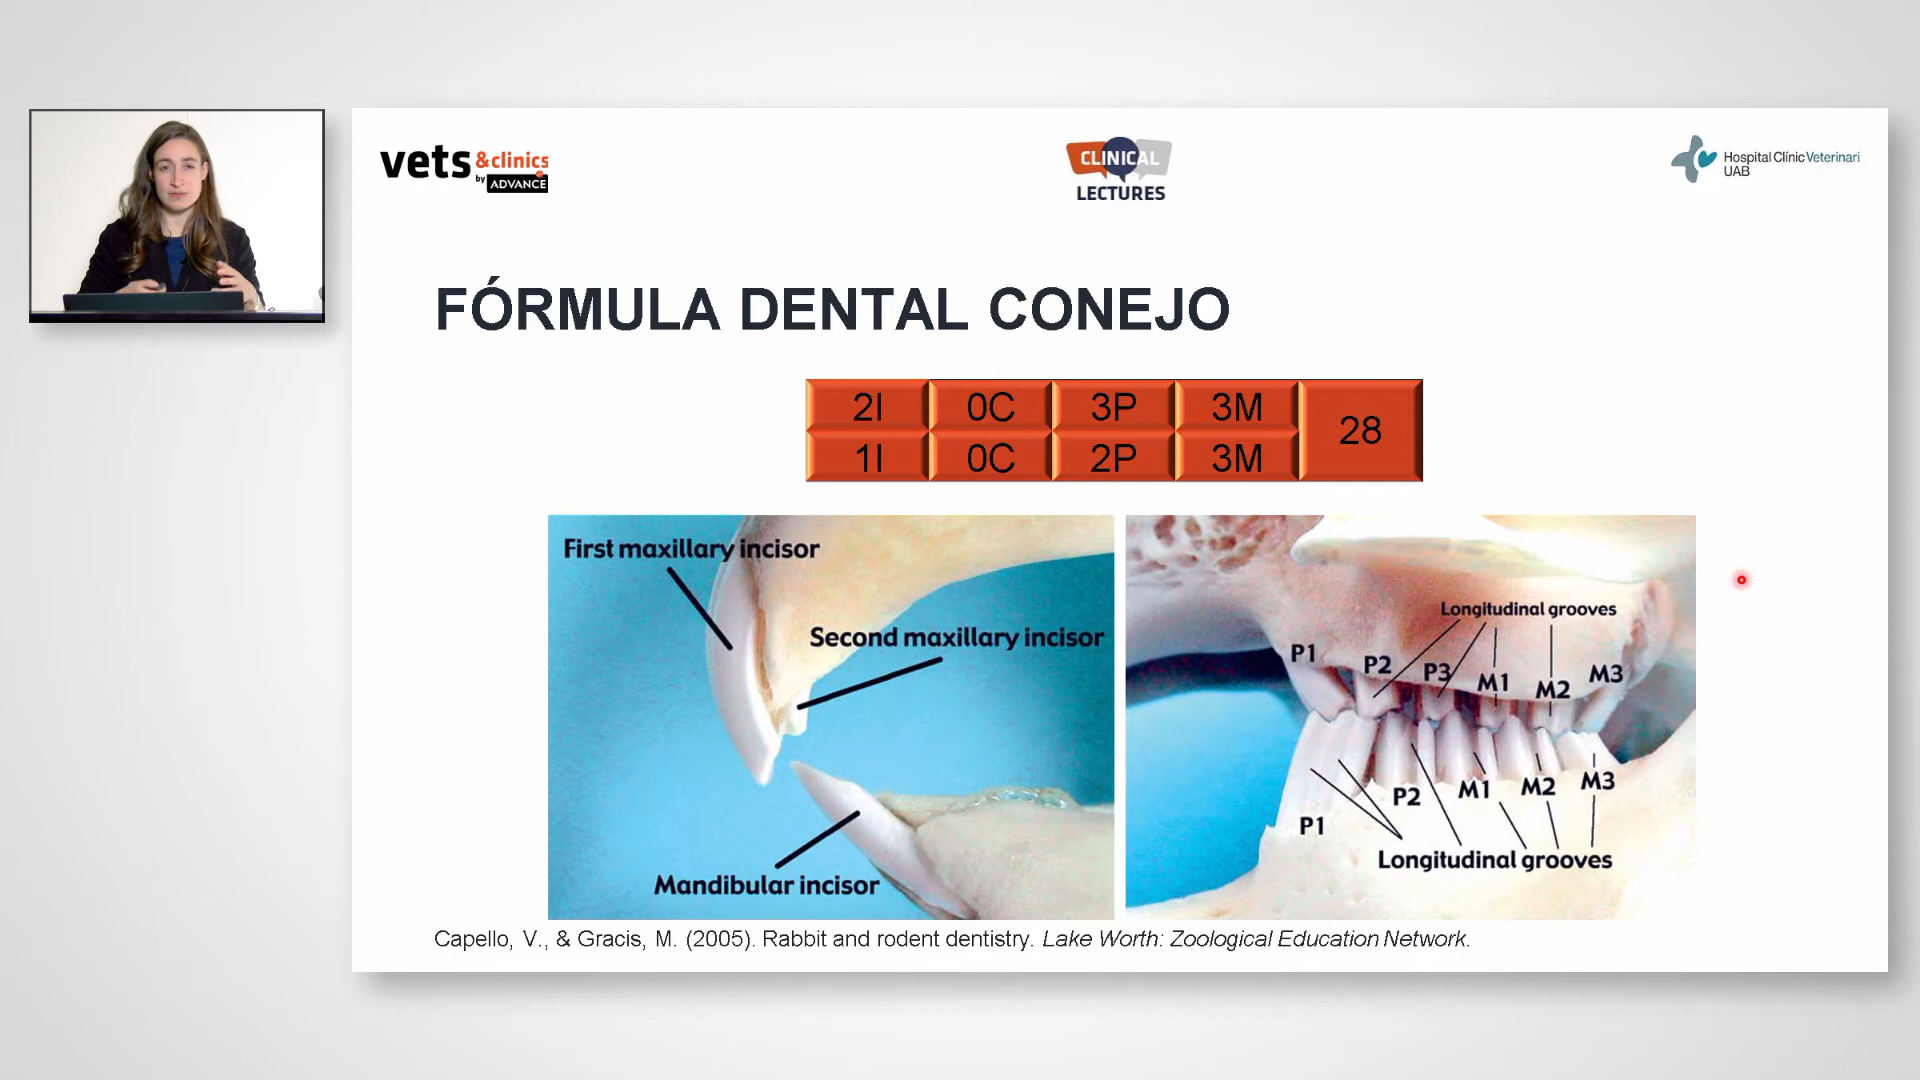 vets &clinics
by ADVANCE
CLINICAL
LECTURES
Hospital Clínic Veterinari
UAB
FÓRMULA DENTAL CONEJO
2I 0C 3P 3M 28
1I 0C 2P 3M
First maxillary incisor
Second maxillary incisor
Mandibular incisor
Longitudinal grooves
P1 P2 P3 M1 M2 M3
P1 P2 M1 M2 M3
Longitudinal grooves
Capello, V., & Gracis, M. (2005). Rabbit and rodent dentistry. Lake Worth: Zoological Education Network.